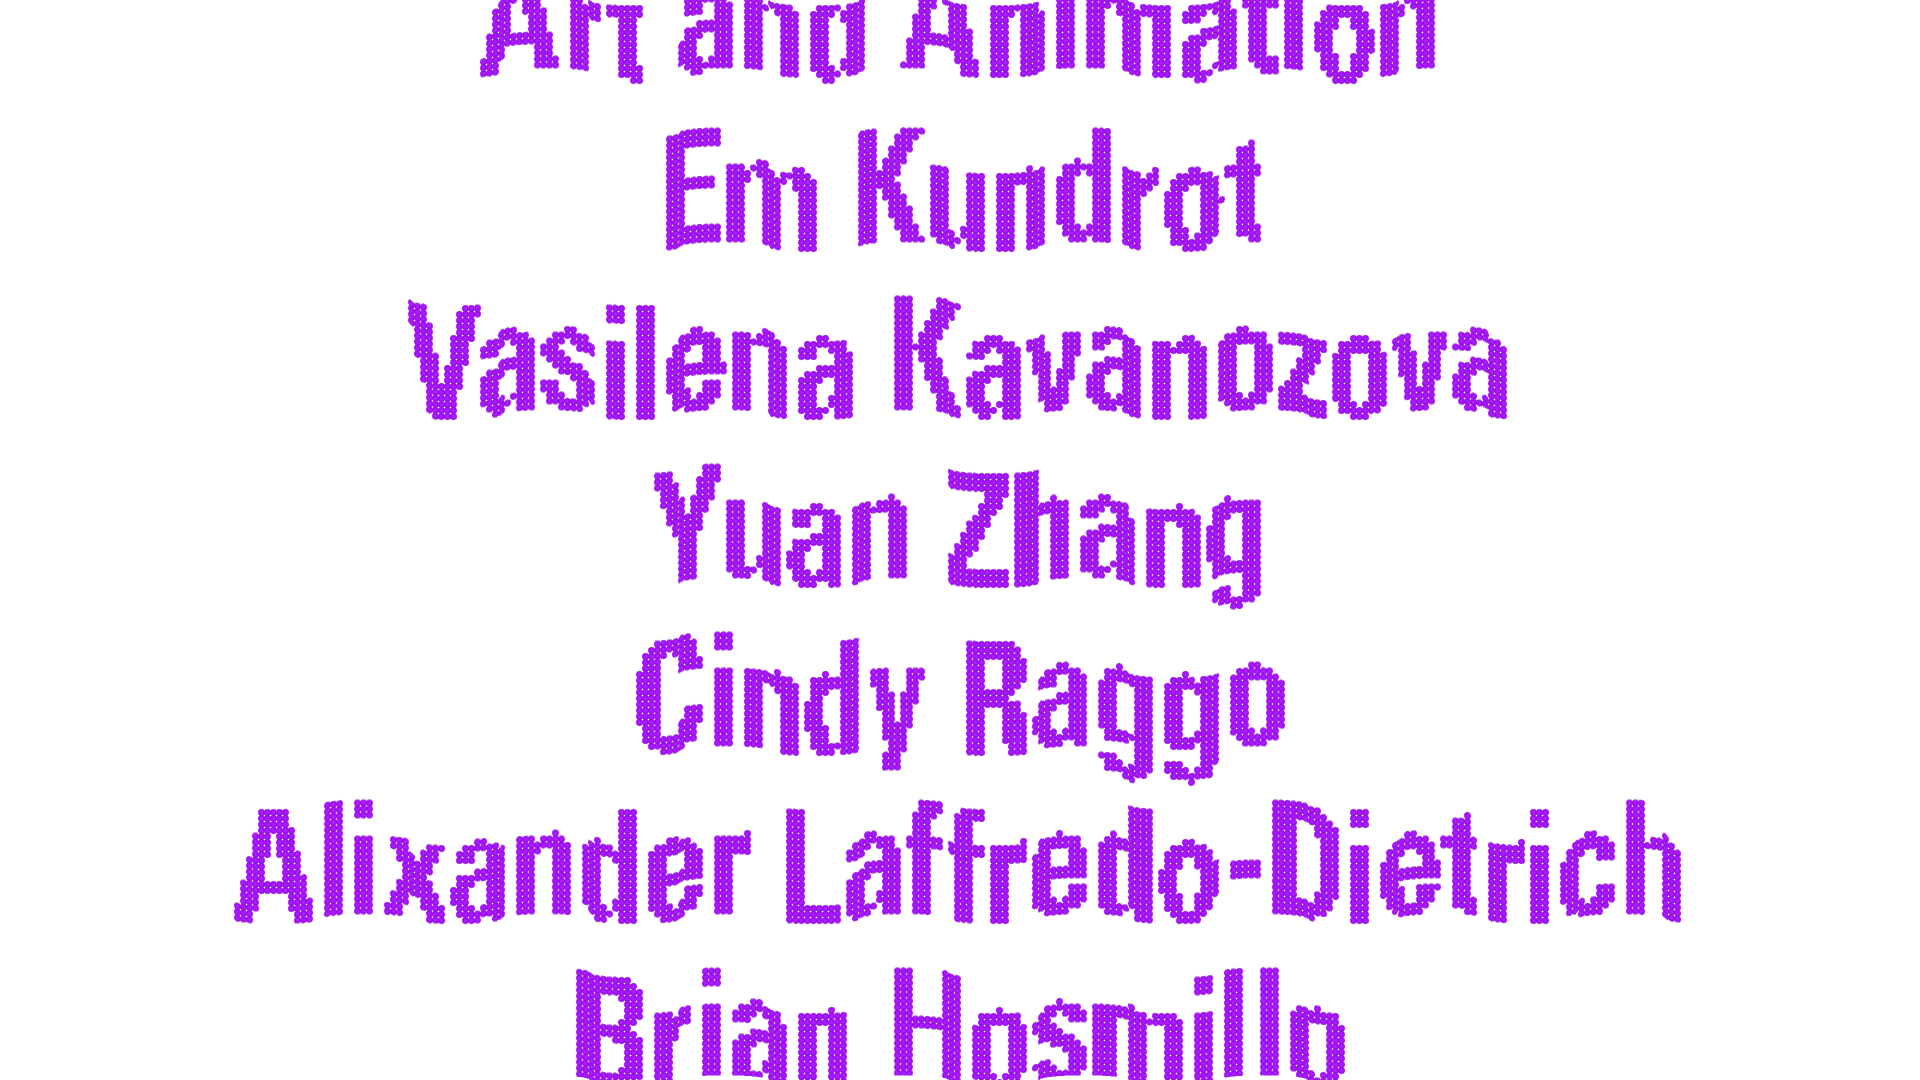 Art and Animation
Em Kundrot
Vasilena Kavanozova
Yuan Zhang
Cindy Raggo
Alixander Laffredo-Dietrich
Brian Hosmillo